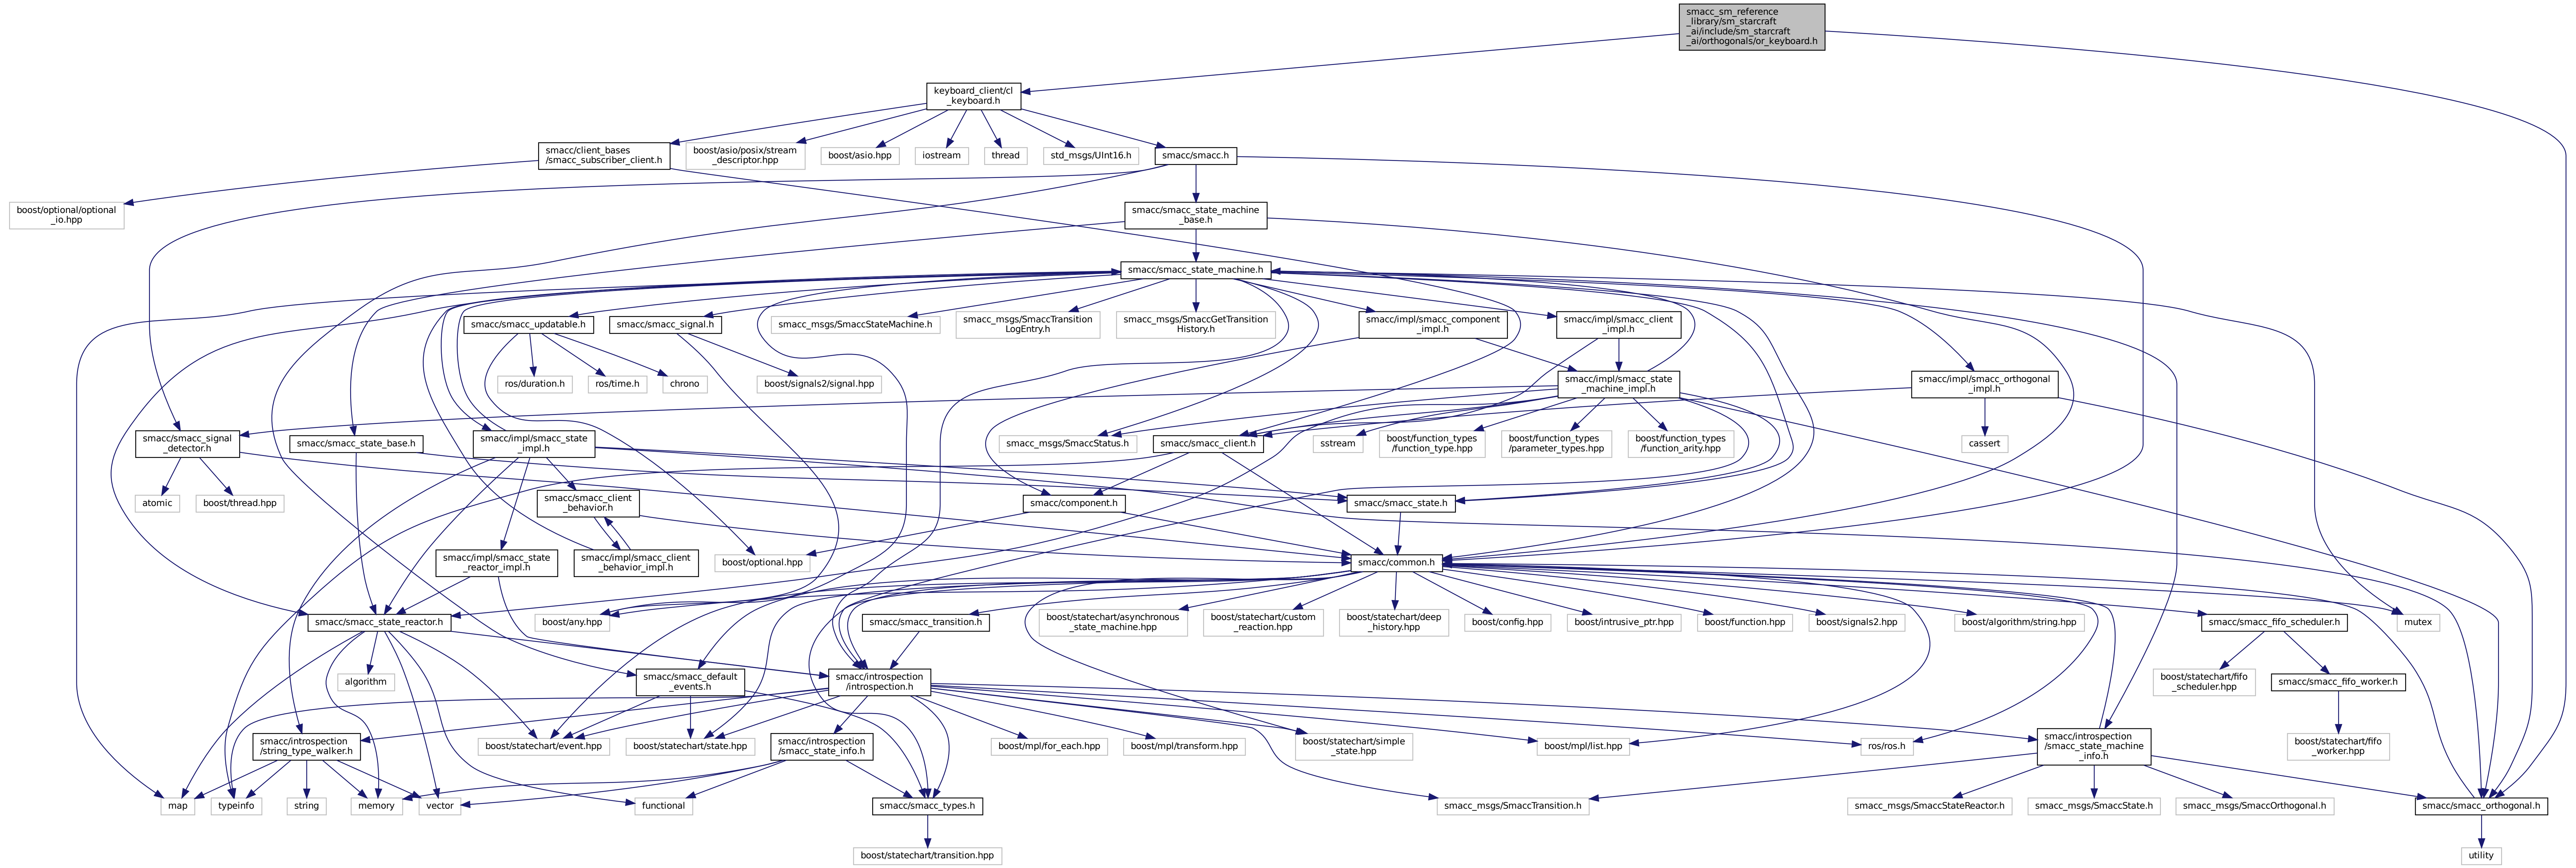 smacc_sm_reference
_library/sm_starcraft
_ai/include/sm_starcraft
_ai/orthogonals/or_keyboard.h
keyboard_client/cl
_keyboard.h
smacc/client_bases
/smacc_subscriber_client.h
boost/asio/posix/stream
_descriptor.hpp
boost/asio.hpp
iostream
thread
std_msgs/UInt16.h
smacc/smacc.h
boost/optional/optional
_io.hpp
smacc/smacc_state_machine
_base.h
smacc/smacc_state_machine.h
smacc/smacc_updatable.h
smacc/smacc_signal.h
smacc_msgs/SmaccStateMachine.h
smacc_msgs/SmaccTransition
LogEntry.h
smacc_msgs/SmaccGetTransition
History.h
smacc/impl/smacc_component
_impl.h
smacc/impl/smacc_client
_impl.h
ros/duration.h
ros/time.h
chrono
boost/signals2/signal.hpp
smacc/impl/smacc_state
_machine_impl.h
smacc/impl/smacc_orthogonal
_impl.h
smacc/smacc_signal
_detector.h
smacc/smacc_state_base.h
smacc/impl/smacc_state
_impl.h
smacc_msgs/SmaccStatus.h
smacc/smacc_client.h
sstream
boost/function_types
/function_type.hpp
boost/function_types
/parameter_types.hpp
boost/function_types
/function_arity.hpp
cassert
atomic
boost/thread.hpp
smacc/smacc_client
_behavior.h
smacc/component.h
smacc/smacc_state.h
smacc/impl/smacc_state
_reactor_impl.h
smacc/impl/smacc_client
_behavior_impl.h
boost/optional.hpp
smacc/common.h
smacc/smacc_state_reactor.h
boost/any.hpp
smacc/smacc_transition.h
boost/statechart/asynchronous
_state_machine.hpp
boost/statechart/custom
_reaction.hpp
boost/statechart/deep
_history.hpp
boost/config.hpp
boost/intrusive_ptr.hpp
boost/function.hpp
boost/signals2.hpp
boost/algorithm/string.hpp
smacc/smacc_fifo_scheduler.h
mutex
algorithm
smacc/smacc_default
_events.h
smacc/introspection
/introspection.h
boost/statechart/fifo
_scheduler.hpp
smacc/smacc_fifo_worker.h
smacc/introspection
/string_type_walker.h
boost/statechart/event.hpp
boost/statechart/state.hpp
smacc/introspection
/smacc_state_info.h
boost/mpl/for_each.hpp
boost/mpl/transform.hpp
boost/statechart/simple
_state.hpp
boost/mpl/list.hpp
ros/ros.h
smacc/introspection
/smacc_state_machine
_info.h
boost/statechart/fifo
_worker.hpp
map
typeinfo
string
memory
vector
functional
smacc/smacc_types.h
smacc_msgs/SmaccTransition.h
smacc_msgs/SmaccStateReactor.h
smacc_msgs/SmaccState.h
smacc_msgs/SmaccOrthogonal.h
smacc/smacc_orthogonal.h
boost/statechart/transition.hpp
utility